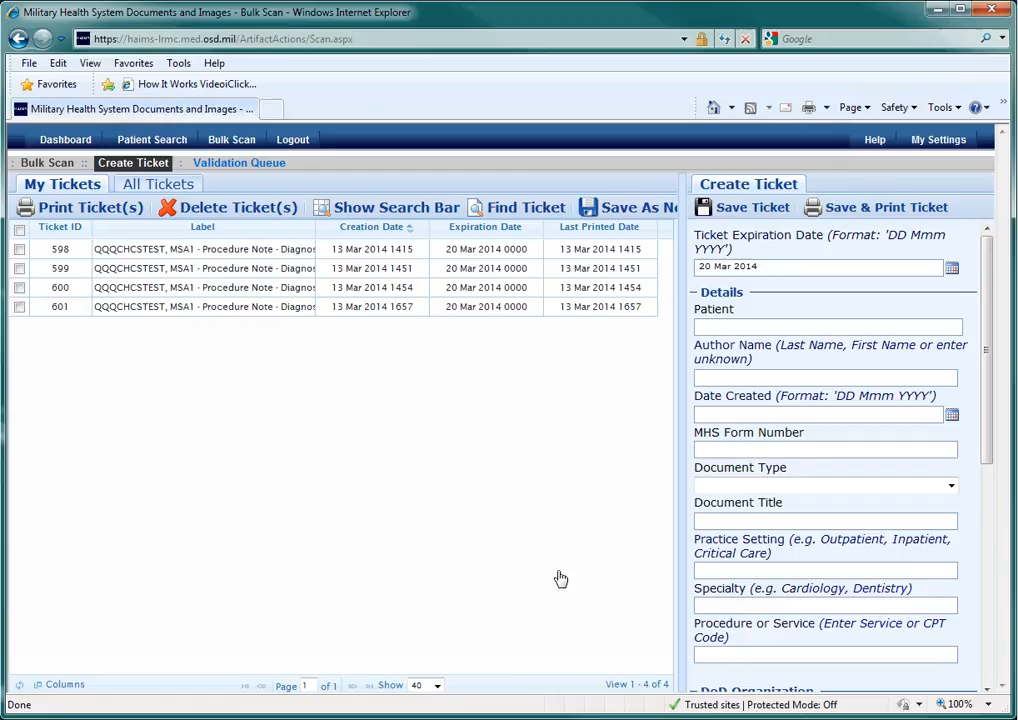 Military Health System Documents and Images - Bulk Scan - Windows Internet Explorer
https://haims-lrmc.med.osd.mil/ArtifactActions/Scan.aspx
Google
File Edit View Favorites Tools Help
Favorites How It Works VideoiClick...
Military Health System Documents and Images - ...
Page Safety Tools
Dashboard Patient Search Bulk Scan Logout Help My Settings
: Bulk Scan :: Create Ticket : Validation Queue
My Tickets All Tickets
Print Ticket(s) Delete Ticket(s) Show Search Bar Find Ticket Save As N
Ticket ID Label Creation Date Expiration Date Last Printed Date
598 QQQCHCSTEST, MSA1 - Procedure Note - Diagnos 13 Mar 2014 1415 20 Mar 2014 0000 13 Mar 2014 1415
599 QQQCHCSTEST, MSA1 - Procedure Note - Diagnos 13 Mar 2014 1451 20 Mar 2014 0000 13 Mar 2014 1451
600 QQQCHCSTEST, MSA1 - Procedure Note - Diagnos 13 Mar 2014 1454 20 Mar 2014 0000 13 Mar 2014 1454
601 QQQCHCSTEST, MSA1 - Procedure Note - Diagnos 13 Mar 2014 1657 20 Mar 2014 0000 13 Mar 2014 1657
Columns Page 1 of 1 Show 40 View 1 - 4 of 4
Create Ticket
Save Ticket Save & Print Ticket
Ticket Expiration Date (Format: 'DD Mmm
YYYY')
20 Mar 2014
Details
Patient
Author Name (Last Name, First Name or enter
unknown)
Date Created (Format: 'DD Mmm YYYY')
MHS Form Number
Document Type
Document Title
Practice Setting (e.g. Outpatient, Inpatient,
Critical Care)
Specialty (e.g. Cardiology, Dentistry)
Procedure or Service (Enter Service or CPT
Code)
DoD Organization
Done Trusted sites | Protected Mode: Off 100%